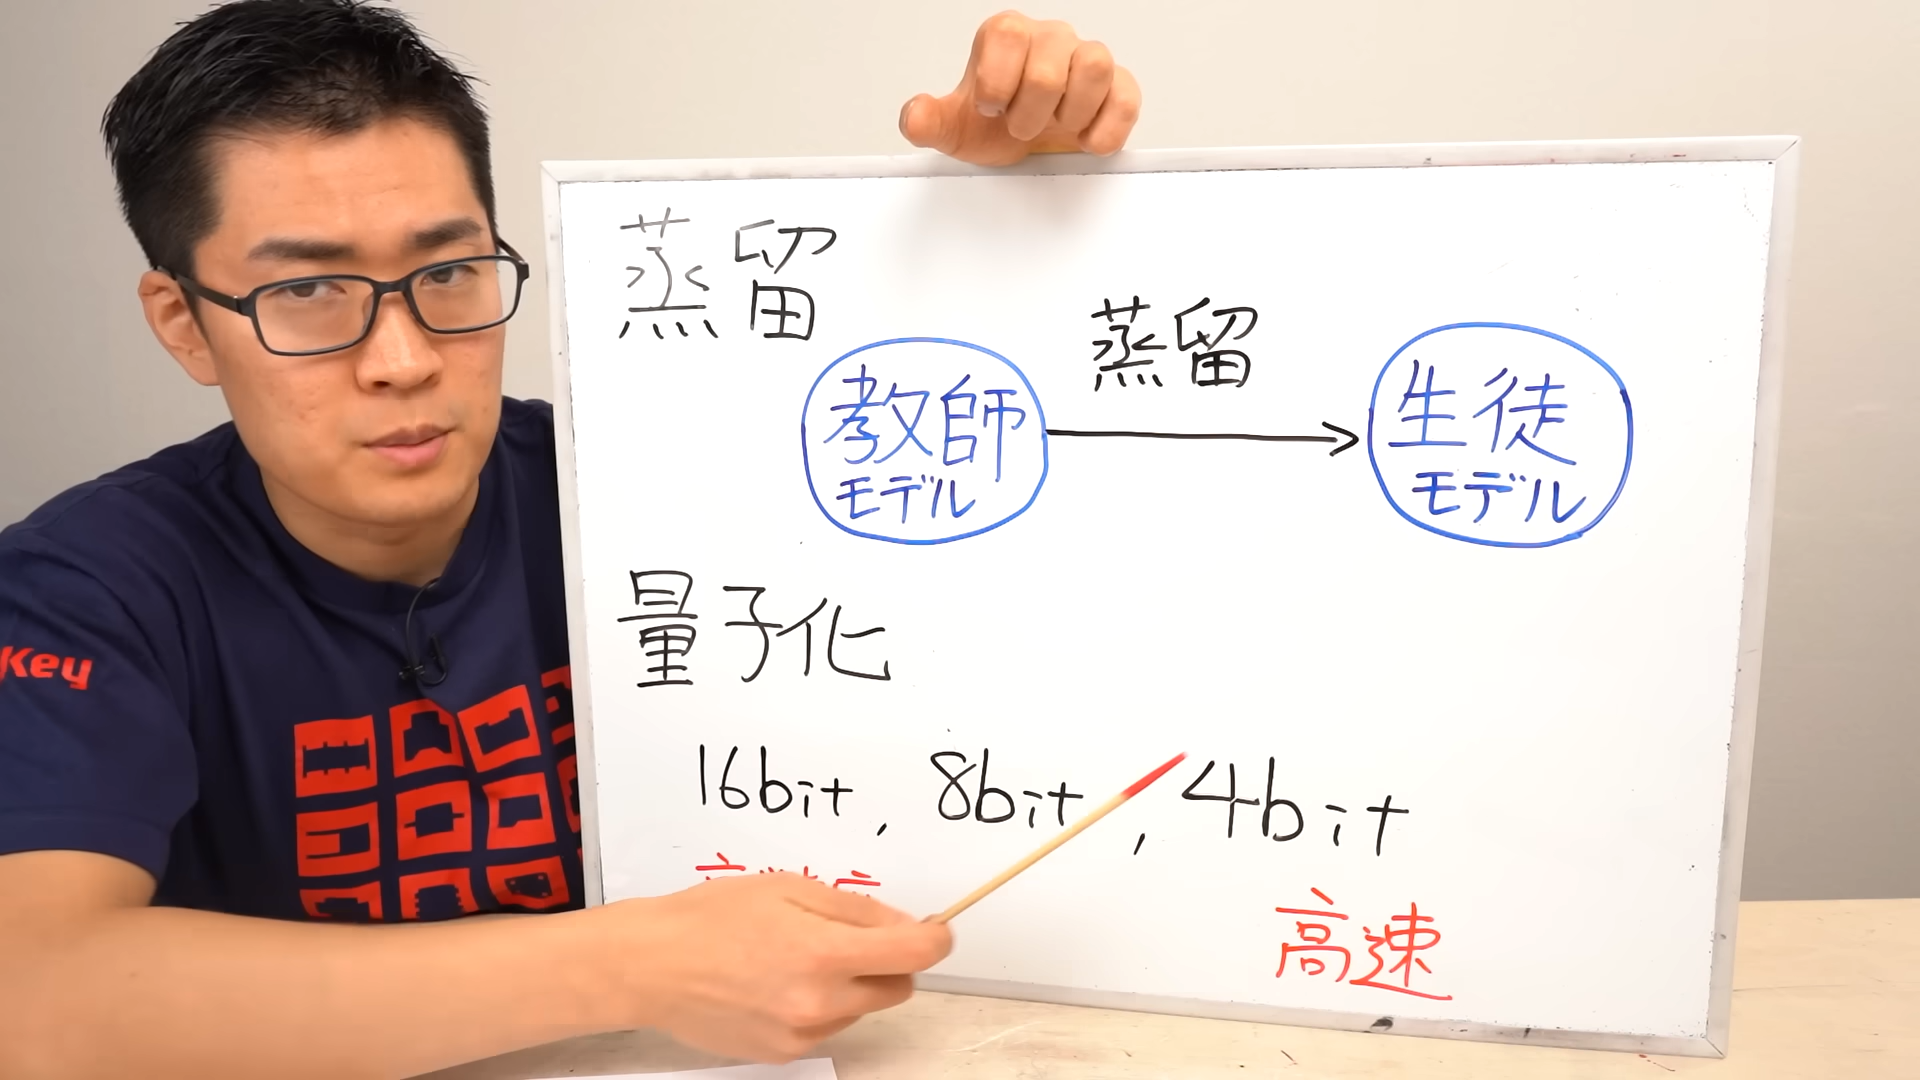 蒸留
蒸留
教師
モデル
生徒
モデル
量子化
16bit, 8bit, 4bit
高速
Key